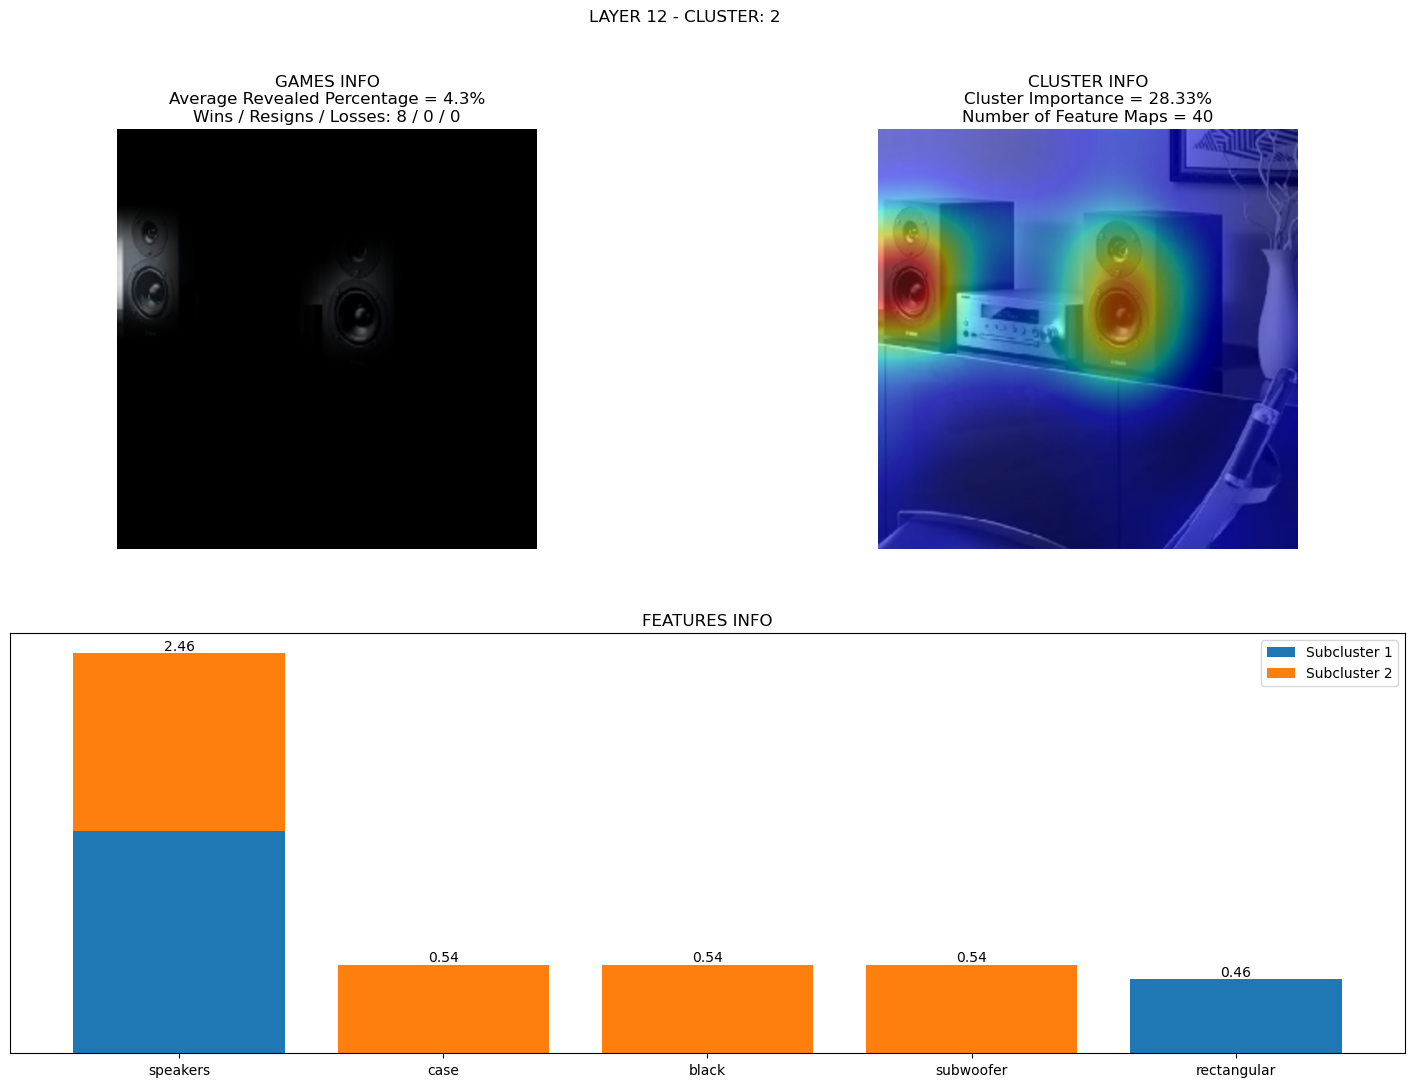 LAYER 12 - CLUSTER: 2
GAMES INFO
Average Revealed Percentage = 4.3%
Wins / Resigns / Losses: 8 / 0 / 0
CLUSTER INFO
Cluster Importance = 28.33%
Number of Feature Maps = 40
FEATURES INFO
2.46
0.54
0.54
0.54
0.46
Subcluster 1
Subcluster 2
speakers
case
black
subwoofer
rectangular